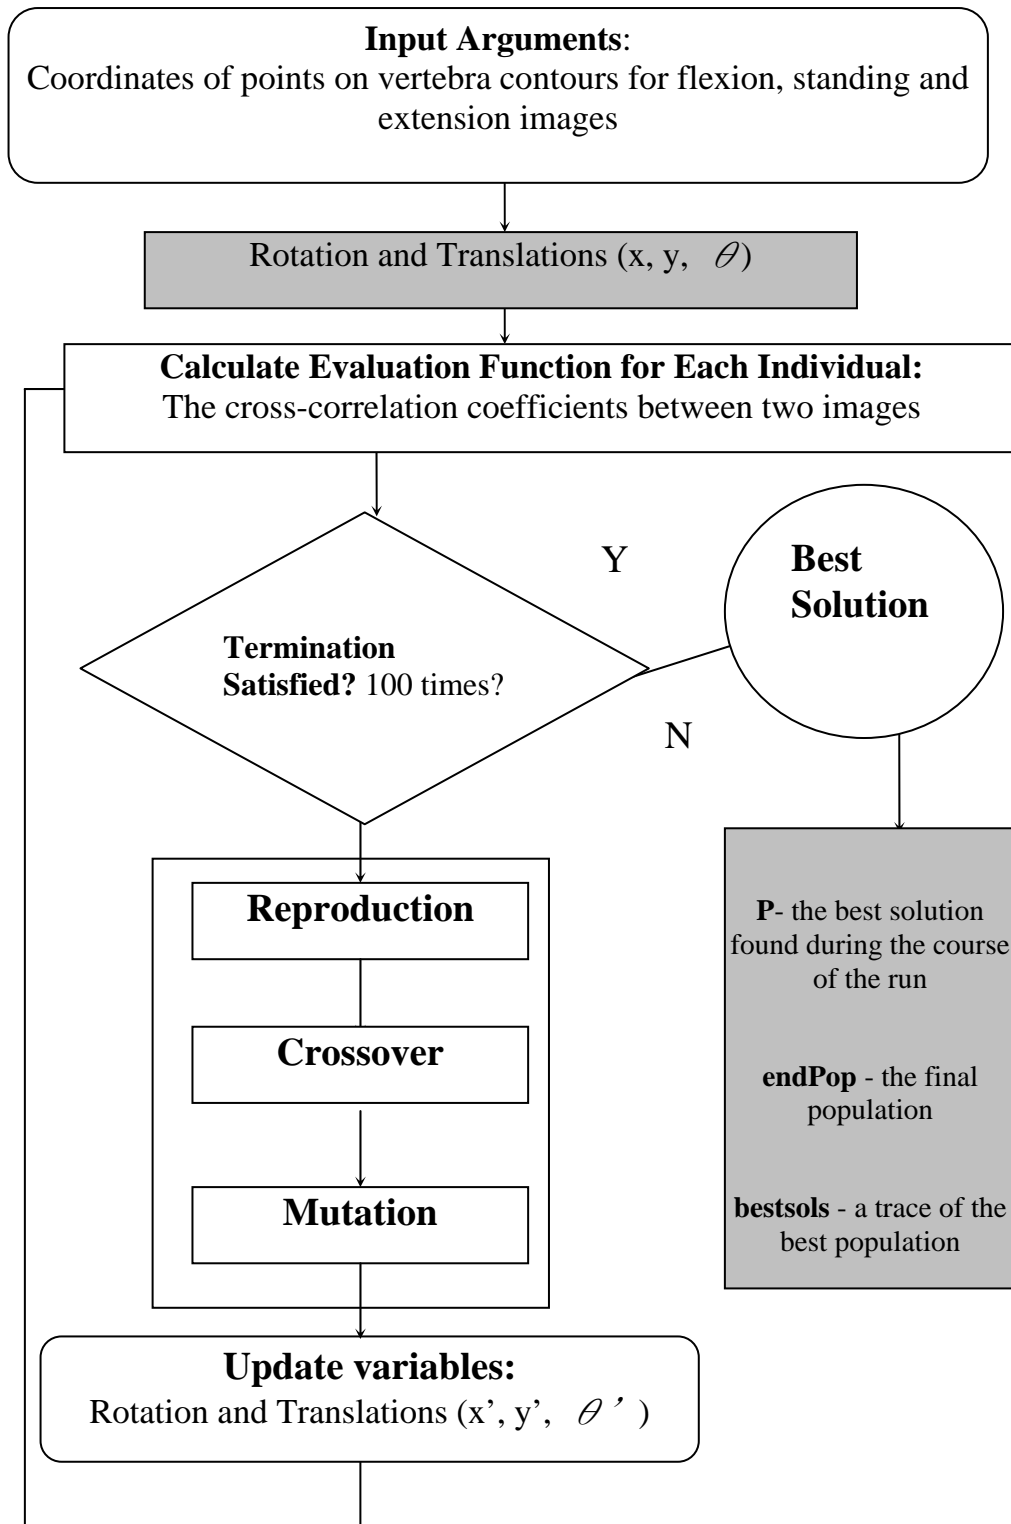 Input Arguments:
Coordinates of points on vertebra contours for flexion, standing and
extension images
Rotation and Translations (x, y, θ)
Calculate Evaluation Function for Each Individual:
The cross-correlation coefficients between two images
Y
Best
Solution
Termination
Satisfied? 100 times?
N
Reproduction
Crossover
Mutation
P- the best solution
found during the course
of the run
endPop - the final
population
bestsols - a trace of the
best population
Update variables:
Rotation and Translations (x’, y’, θ’)